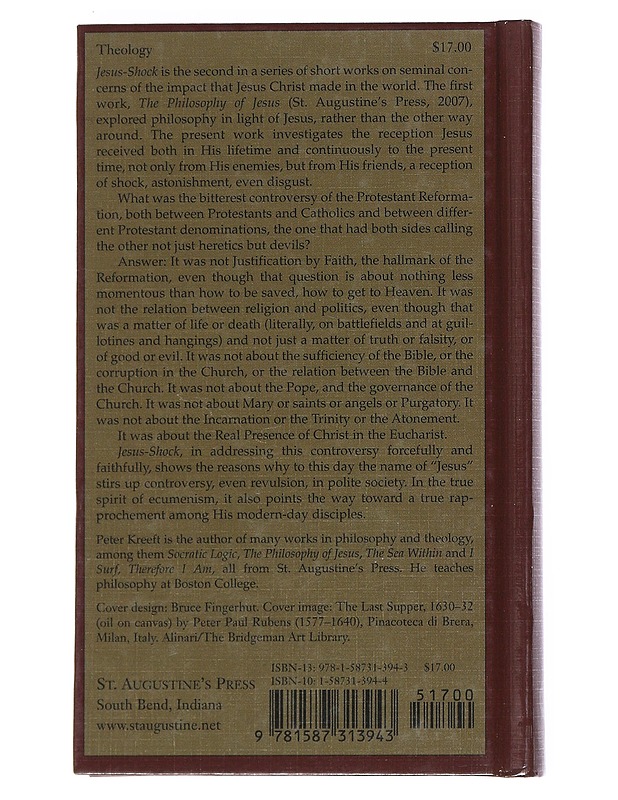 Theology $17.00
Jesus-Shock is the second in a series of short works on seminal con-
cerns of the impact that Jesus Christ made in the world. The first
work, The Philosophy of Jesus (St. Augustine's Press, 2007),
explored philosophy in light of Jesus, rather than the other way
around. The present work investigates the reception Jesus
received both in His lifetime and continuously to the present
time, not only from His enemies, but from His friends, a reception
of shock, astonishment, even disgust.
What was the bitterest controversy of the Protestant Reforma-
tion, both between Protestants and Catholics and between differ-
ent Protestant denominations, the one that had both sides calling
the other not just heretics but devils?
Answer: It was not Justification by Faith, the hallmark of the
Reformation, even though that question is about nothing less
momentous than how to be saved, how to get to Heaven. It was
not the relation between religion and politics, even though that
was a matter of life or death (literally, on battlefields and at guil-
lotines and hangings) and not just a matter of truth or falsity, or
of good or evil. It was not about the sufficiency of the Bible, or the
corruption in the Church, or the relation between the Bible and
the Church. It was not about the Pope, and the governance of the
Church. It was not about Mary or saints or angels or Purgatory. It
was not about the Incarnation or the Trinity or the Atonement.
It was about the Real Presence of Christ in the Eucharist.
Jesus-Shock, in addressing this controversy forcefully and
faithfully, shows the reasons why to this day the name of "Jesus"
stirs up controversy, even revulsion, in polite society. In the true
spirit of ecumenism, it also points the way toward a true rap-
prochement among His modern-day disciples.
Peter Kreeft is the author of many works in philosophy and theology,
among them Socratic Logic, The Philosophy of Jesus, The Sea Within and I
Surf, Therefore I Am, all from St. Augustine's Press. He teaches
philosophy at Boston College.
Cover design: Bruce Fingerhut. Cover image: The Last Supper, 1630–32
(oil on canvas) by Peter Paul Rubens (1577–1640), Pinacoteca di Brera,
Milan, Italy. Alinari/The Bridgeman Art Library.
ISBN-13: 978-1-58731-394-3 $17.00
ISBN-10: 1-58731-394-4
St. Augustine's Press
South Bend, Indiana
www.staugustine.net
51700
9 781587 313943